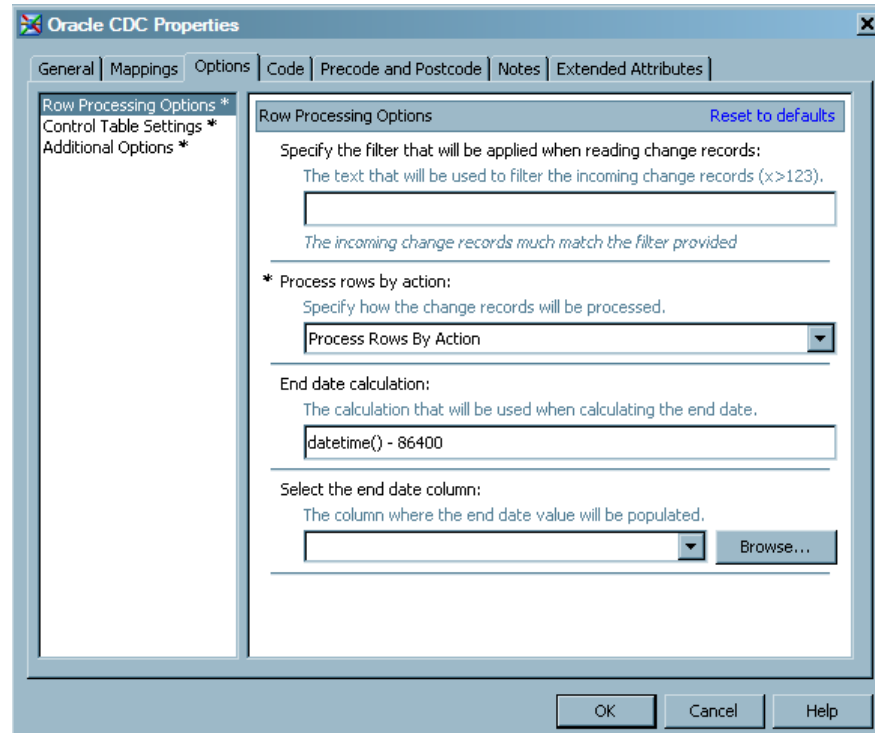 Oracle CDC Properties
General Mappings Options Code Precode and Postcode Notes Extended Attributes
Row Processing Options *
Control Table Settings *
Additional Options *
Row Processing Options Reset to defaults
Specify the filter that will be applied when reading change records:
The text that will be used to filter the incoming change records (x>123).
The incoming change records much match the filter provided
* Process rows by action:
Specify how the change records will be processed.
Process Rows By Action
End date calculation:
The calculation that will be used when calculating the end date.
datetime() - 86400
Select the end date column:
The column where the end date value will be populated.
Browse...
OK Cancel Help